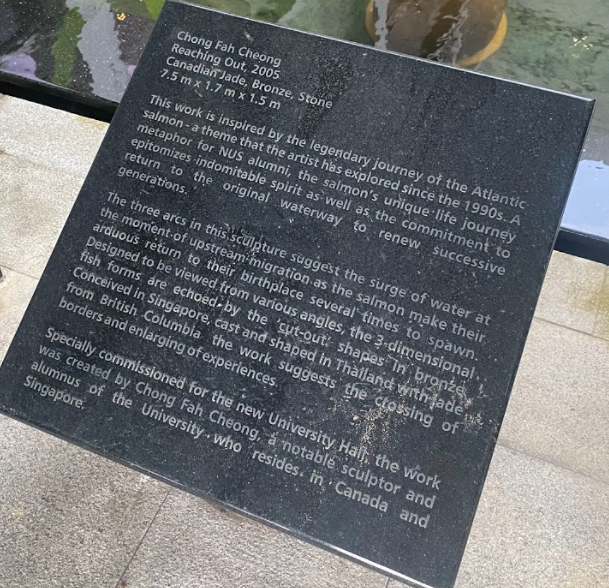 Chong Fah Cheong
Reaching Out, 2005
Canadian Jade, Bronze, Stone
7.5 m x 1.7 m x 1.5 m
This work is inspired by the legendary journey of the Atlantic
salmon - a theme that the artist has explored since the 1990s. A
metaphor for NUS alumni, the salmon's unique life journey
epitomizes indomitable spirit as well as the commitment to
return to the original waterway to renew successive
generations.
The three arcs in this sculpture suggest the surge of water at
the moment of upstream migration as the salmon make their
arduous return to their birthplace several times to spawn.
Designed to be viewed from various angles, the 3-dimensional
fish forms are echoed by the cut-out shapes in bronze.
Conceived in Singapore, cast and shaped in Thailand with jade
from British Columbia, the work suggests the crossing of
borders and enlarging of experiences.
Specially commissioned for the new University Hall, the work
was created by Chong Fah Cheong, a notable sculptor and
alumnus of the University who resides in Canada and
Singapore.